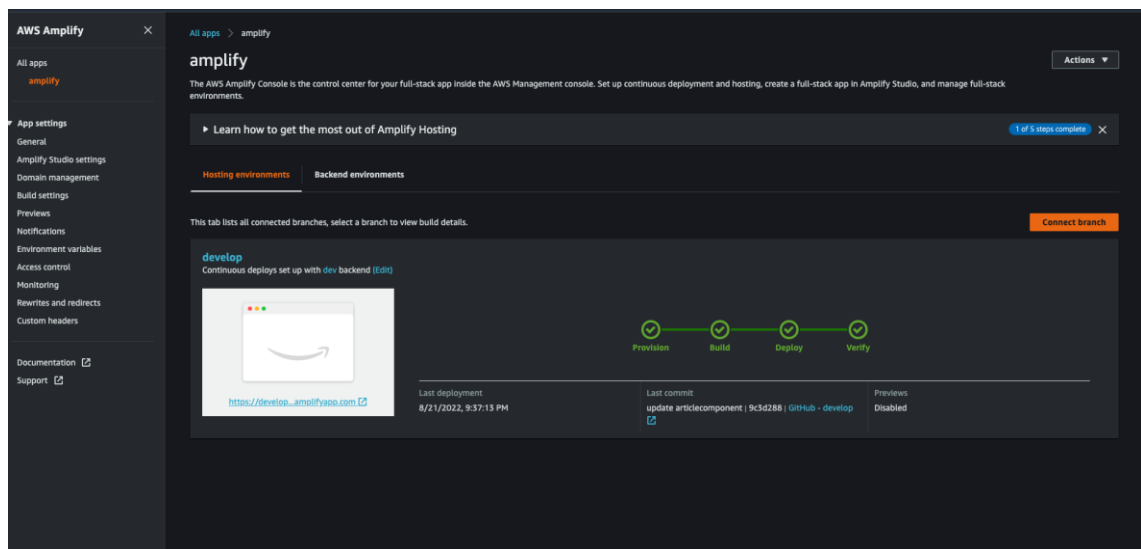 AWS Amplify
All apps
amplify
App settings
General
Amplify Studio settings
Domain management
Build settings
Previews
Notifications
Environment variables
Access control
Monitoring
Rewrites and redirects
Custom headers
Documentation
Support
All apps > amplify
amplify
Actions
The AWS Amplify Console is the control center for your full-stack app inside the AWS Management console. Set up continuous deployment and hosting, create a full-stack app in Amplify Studio, and manage full-stack
environments.
Learn how to get the most out of Amplify Hosting
1 of 5 steps complete
Hosting environments
Backend environments
This tab lists all connected branches, select a branch to view build details.
Connect branch
develop
Continuous deploys set up with dev backend (Edit)
https://develop...amplifyapp.com
Provision
Build
Deploy
Verify
Last deployment
8/21/2022, 9:37:13 PM
Last commit
update articlecomponent | 9c3d288 | GitHub - develop
Previews
Disabled